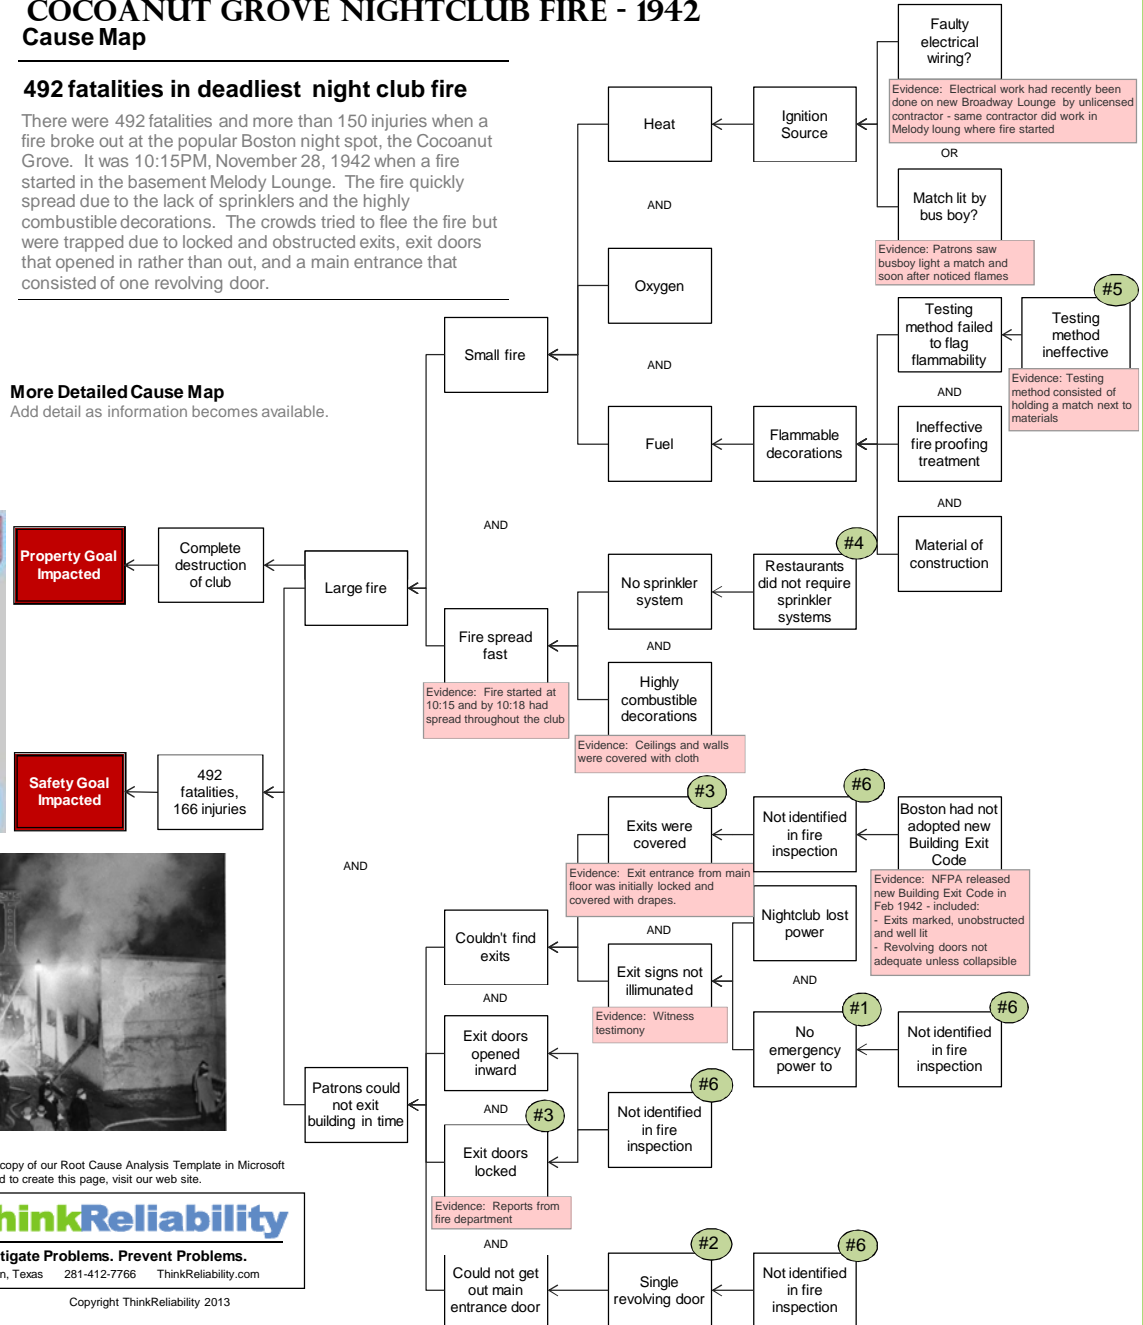 COCOANUT GROVE NIGHTCLUB FIRE - 1942
Cause Map
492 fatalities in deadliest night club fire
There were 492 fatalities and more than 150 injuries when a
fire broke out at the popular Boston night spot, the Cocoanut
Grove. It was 10:15PM, November 28, 1942 when a fire
started in the basement Melody Lounge. The fire quickly
spread due to the lack of sprinklers and the highly
combustible decorations. The crowds tried to flee the fire but
were trapped due to locked and obstructed exits, exit doors
that opened in rather than out, and a main entrance that
consisted of one revolving door.
More Detailed Cause Map
Add detail as information becomes available.
Property Goal
Impacted
Complete
destruction
of club
Safety Goal
Impacted
492
fatalities,
166 injuries
Large fire
AND
Patrons could
not exit
building in time
Small fire
AND
Fire spread
fast
Evidence: Fire started at
10:15 and by 10:18 had
spread throughout the club
Heat
AND
Oxygen
AND
Fuel
Ignition
Source
Faulty
electrical
wiring?
Evidence: Electrical work had recently been
done on new Broadway Lounge by unlicensed
contractor - same contractor did work in
Melody loung where fire started
OR
Match lit by
bus boy?
Evidence: Patrons saw
busboy light a match and
soon after noticed flames
Flammable
decorations
Testing
method failed
to flag
flammability
#5
Testing
method
ineffective
Evidence: Testing
method consisted of
holding a match next to
materials
AND
Ineffective
fire proofing
treatment
AND
Material of
construction
No sprinkler
system
#4
Restaurants
did not require
sprinkler
systems
AND
Highly
combustible
decorations
Evidence: Ceilings and walls
were covered with cloth
Couldn't find
exits
#3
Exits were
covered
Evidence: Exit entrance from main
floor was initially locked and
covered with drapes.
#6
Not identified
in fire
inspection
Boston had not
adopted new
Building Exit
Code
Evidence: NFPA released
new Building Exit Code in
Feb 1942 - included:
- Exits marked, unobstructed
and well lit
- Revolving doors not
adequate unless collapsible
AND
Exit signs not
illimunated
Evidence: Witness
testimony
Nightclub lost
power
AND
#1
No
emergency
power to
#6
Not identified
in fire
inspection
AND
Exit doors
opened
inward
AND
#3
Exit doors
locked
Evidence: Reports from
fire department
#6
Not identified
in fire
inspection
AND
Could not get
out main
entrance door
#2
Single
revolving door
#6
Not identified
in fire
inspection
copy of our Root Cause Analysis Template in Microsoft
d to create this page, visit our web site.
hinkReliability
tigate Problems. Prevent Problems.
n, Texas 281-412-7766 ThinkReliability.com
Copyright ThinkReliability 2013